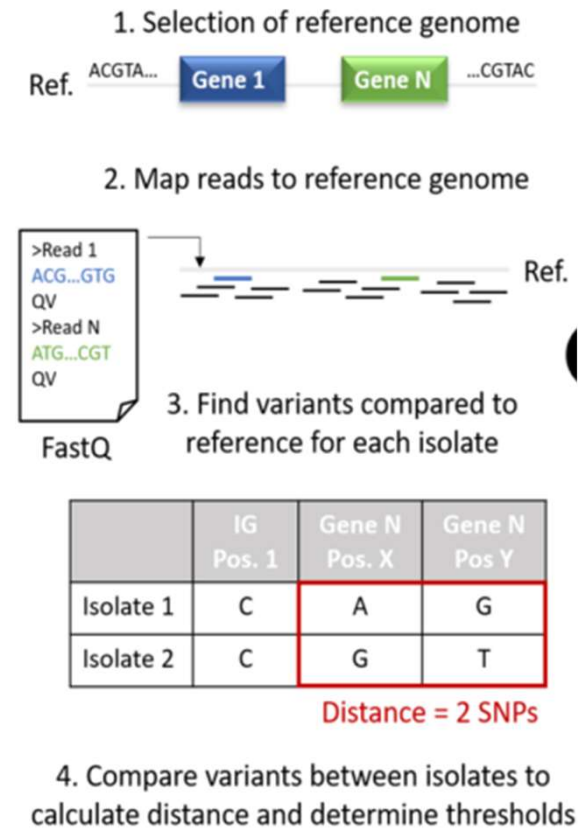 1. Selection of reference genome
Ref. ACGTA... Gene 1 Gene N ...CGTAC
2. Map reads to reference genome
>Read 1
ACG...GTG
QV
>Read N
ATG...CGT
QV
FastQ
Ref.
3. Find variants compared to
reference for each isolate
IG Pos. 1 Gene N Pos. X Gene N Pos Y
Isolate 1 C A G
Isolate 2 C G T
Distance = 2 SNPs
4. Compare variants between isolates to
calculate distance and determine thresholds